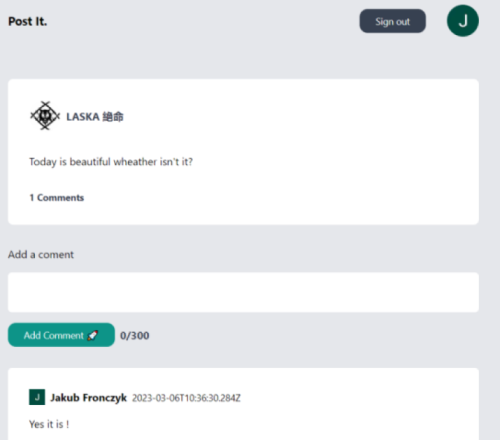 Post It.
Sign out
J
LASKA 绝命
Today is beautiful wheather isn't it?
1 Comments
Add a coment
Add Comment 🚀 0/300
J Jakub Fronczyk 2023-03-06T10:36:30.284Z
Yes it is !